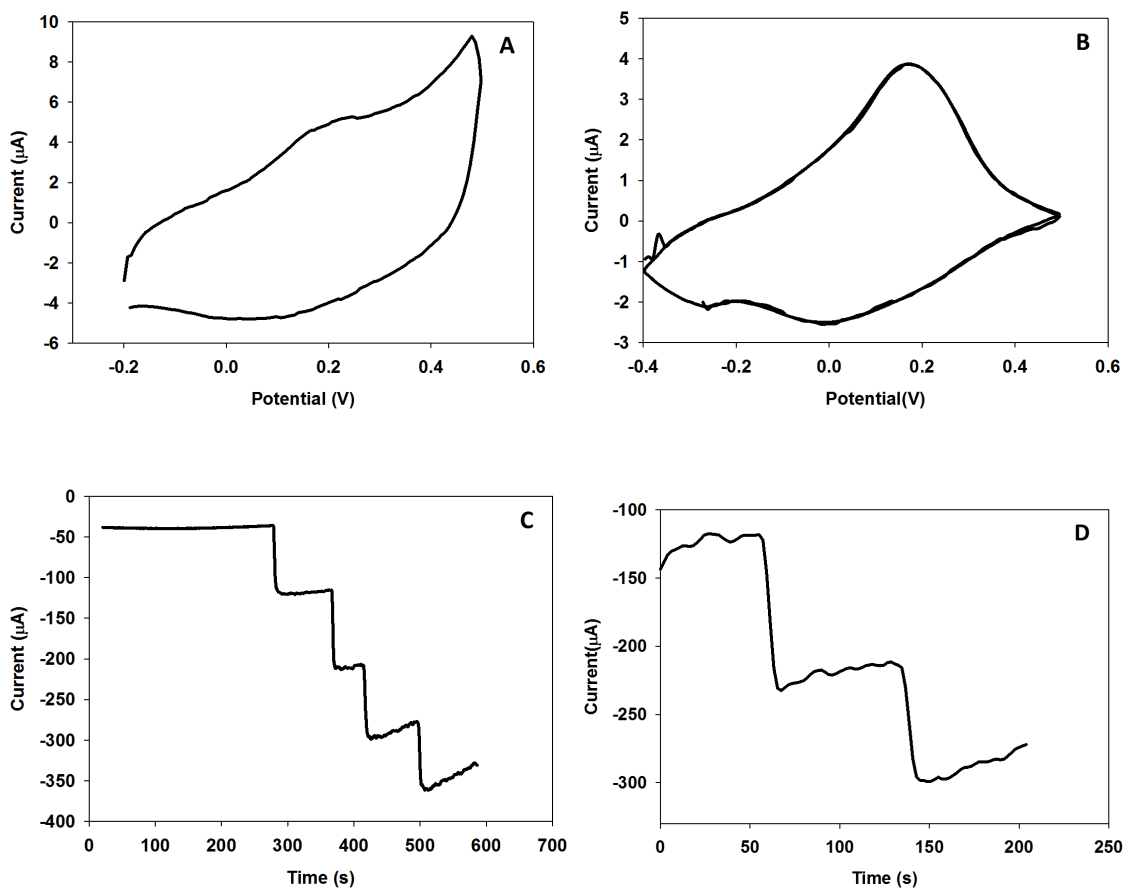 A
Current (µA)
10
8
6
4
2
0
-2
-4
-6
-0.2 0.0 0.2 0.4 0.6
Potential (V)
B
Current (µA)
5
4
3
2
1
0
-1
-2
-3
-0.4 -0.2 0.0 0.2 0.4 0.6
Potential(V)
C
Current (µA)
0
-50
-100
-150
-200
-250
-300
-350
-400
0 100 200 300 400 500 600 700
Time (s)
D
Current(µA)
-100
-150
-200
-250
-300
0 50 100 150 200 250
Time (s)